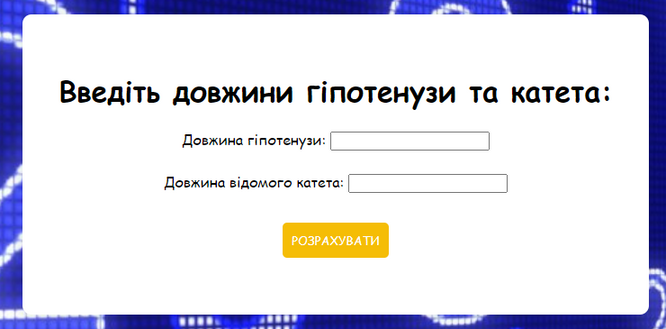 Введіть довжини гіпотенузи та катета:
Довжина гіпотенузи:
Довжина відомого катета:
РОЗРАХУВАТИ